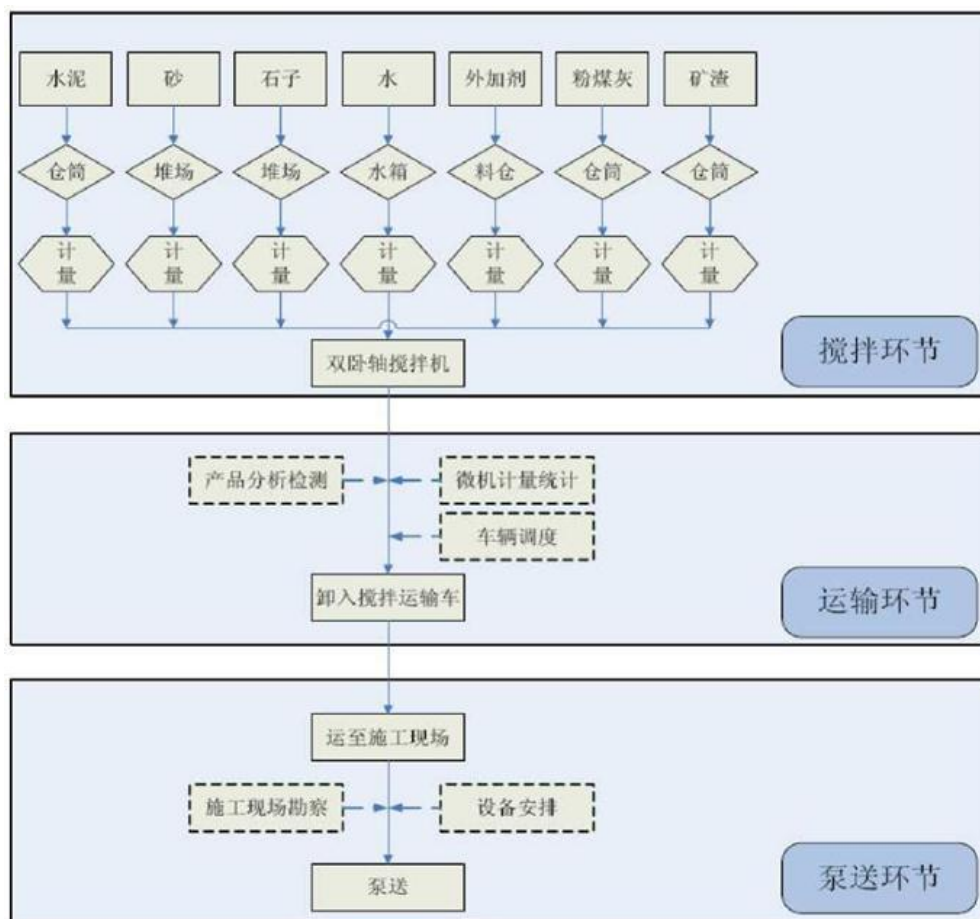 水泥 砂 石子 水 外加剂 粉煤灰 矿渣
仓筒 堆场 堆场 水箱 料仓 仓筒 仓筒
计 计 计 计 计 计 计
量 量 量 量 量 量 量
双卧轴搅拌机
搅拌环节
产品分析检测 微机计量统计
车辆调度
卸入搅拌运输车
运输环节
运至施工现场
施工现场勘察 设备安排
泵送
泵送环节